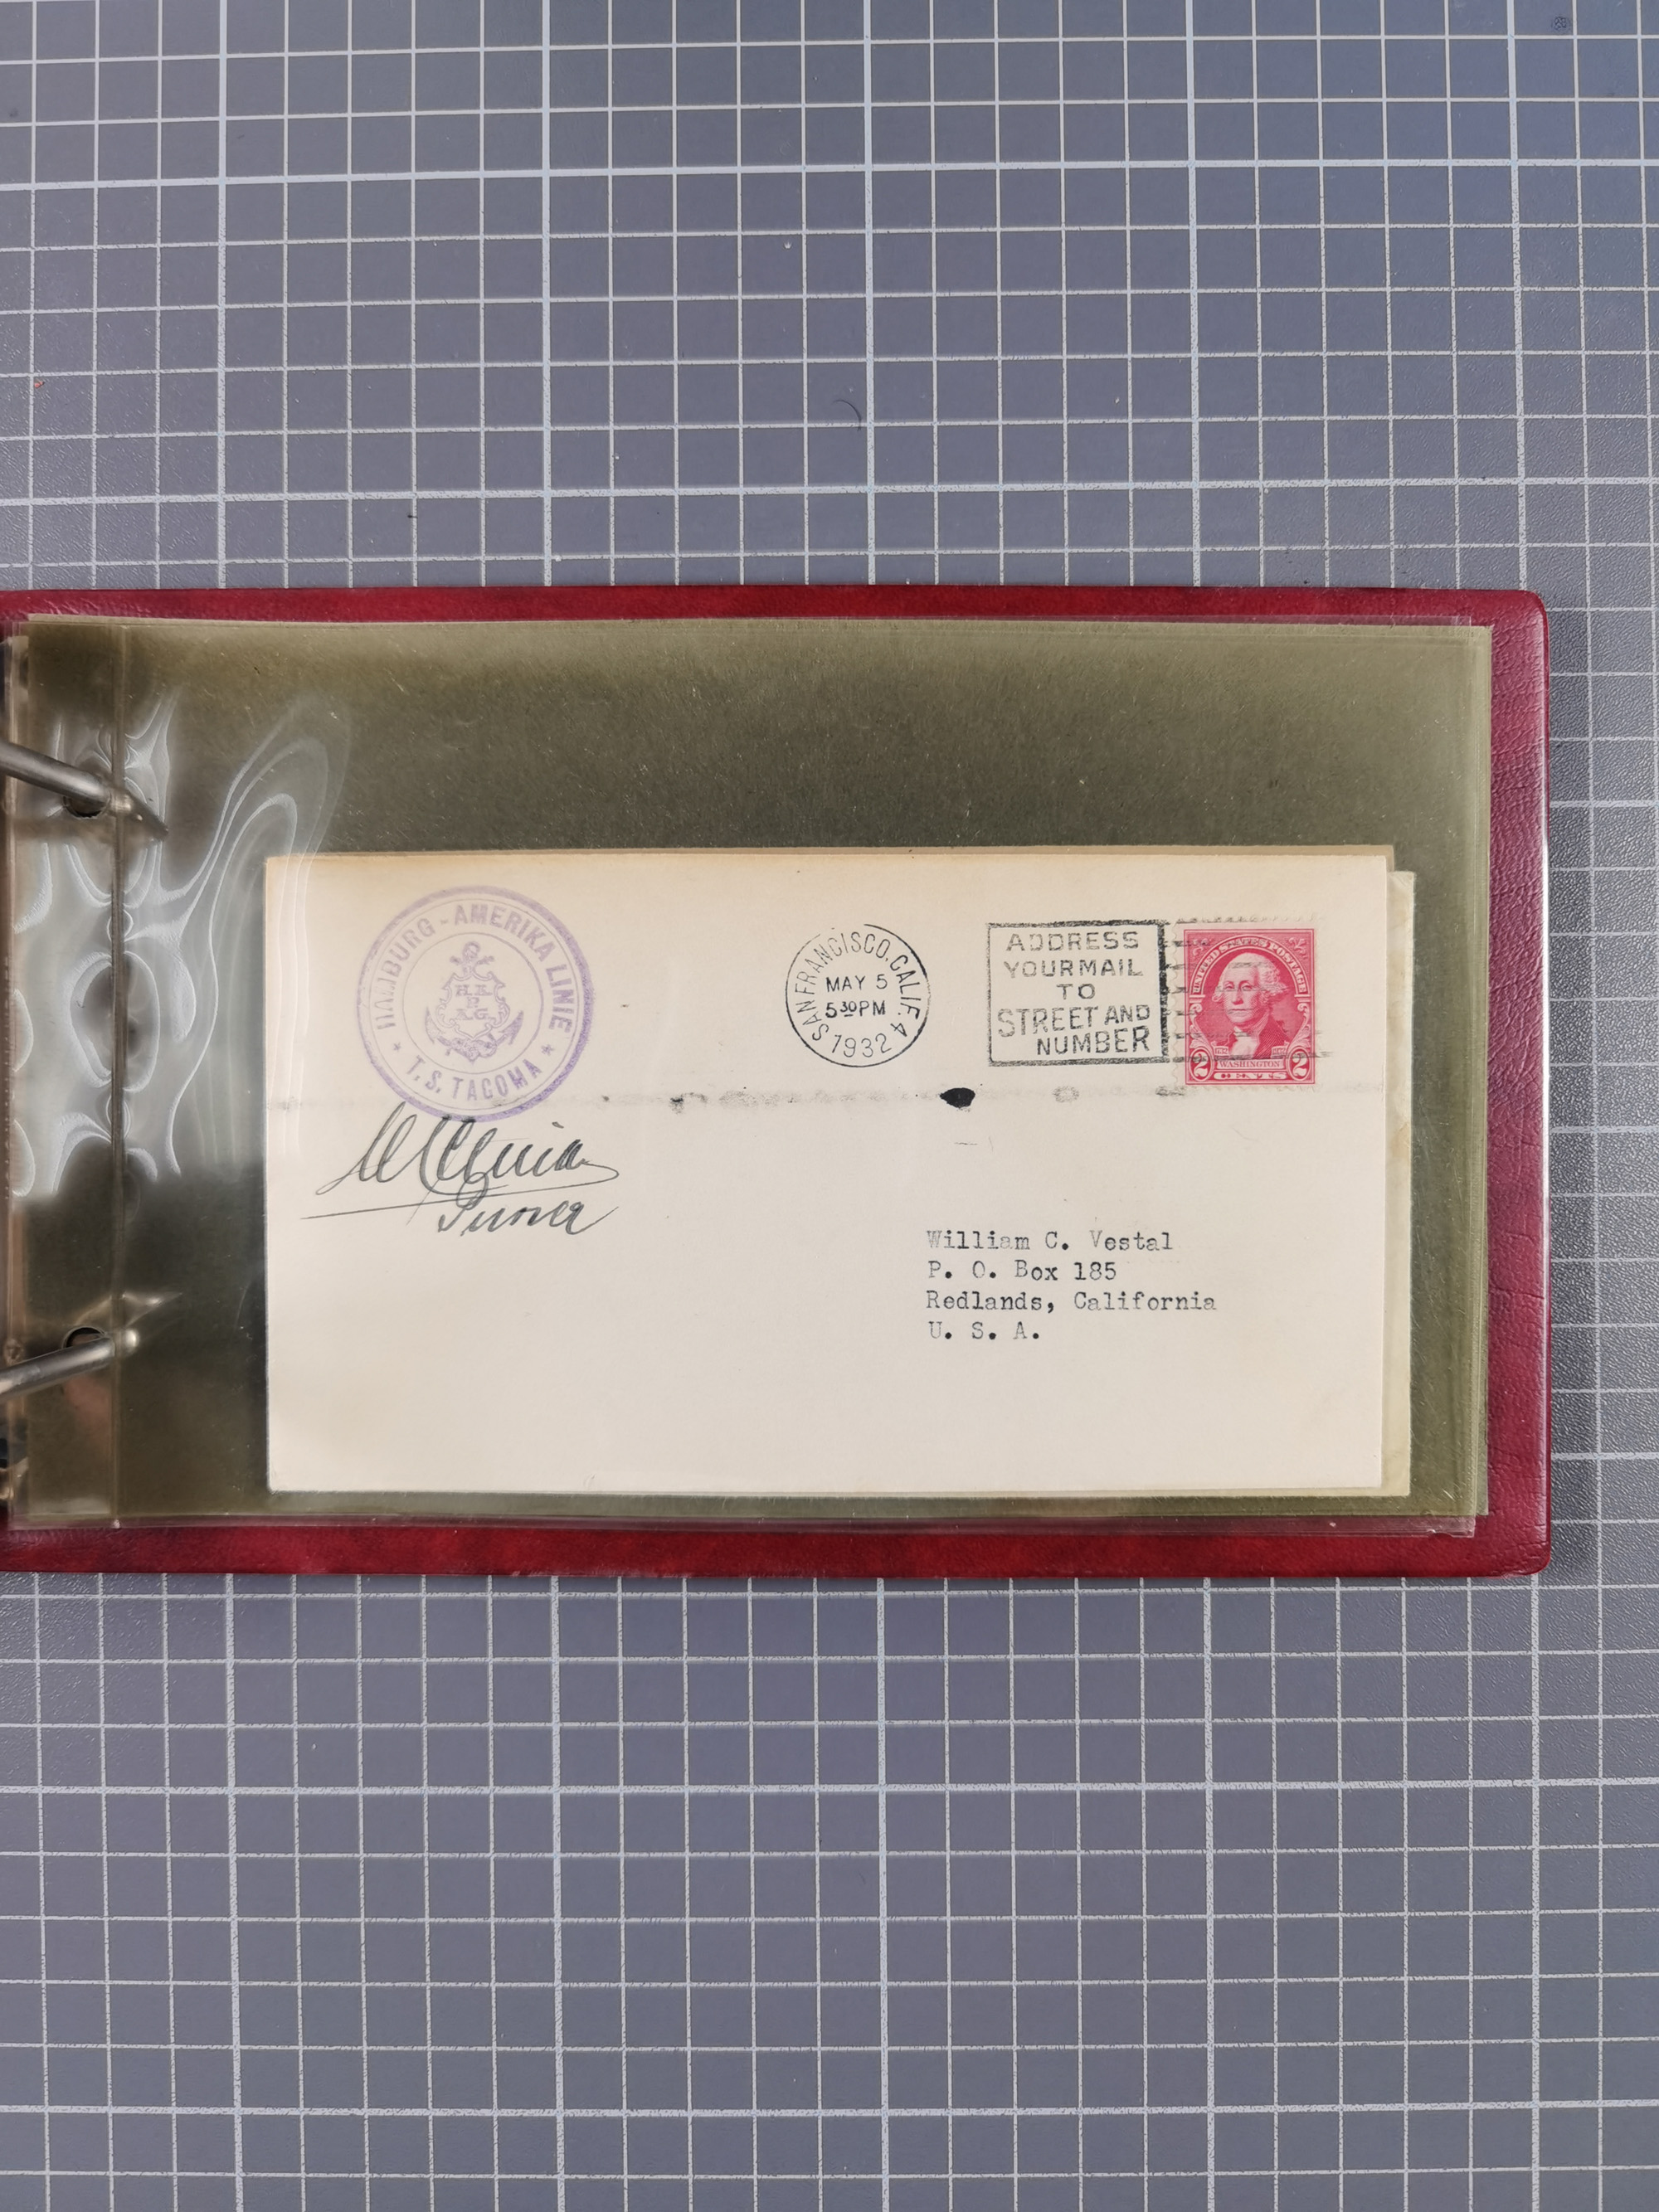 HAMBURG - AMERIKA LINIE
H. A.
P.
A. G.
★ T. S. TACOMA ★
SAN FRANCISCO, CALIF. 4
MAY 5
5 30 PM
1932
ADDRESS
YOUR MAIL
TO
STREET AND
NUMBER
UNITED STATES POSTAGE
WASHINGTON
2 CENTS 2
William C. Vestal
P. O. Box 185
Redlands, California
U. S. A.